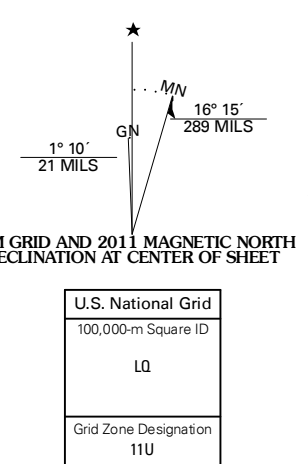 MN
GN
16° 15´
289 MILS
1° 10´
21 MILS
M GRID AND 2011 MAGNETIC NORTH
ECLINATION AT CENTER OF SHEET
U.S. National Grid
100,000-m Square ID
LQ
Grid Zone Designation
11U